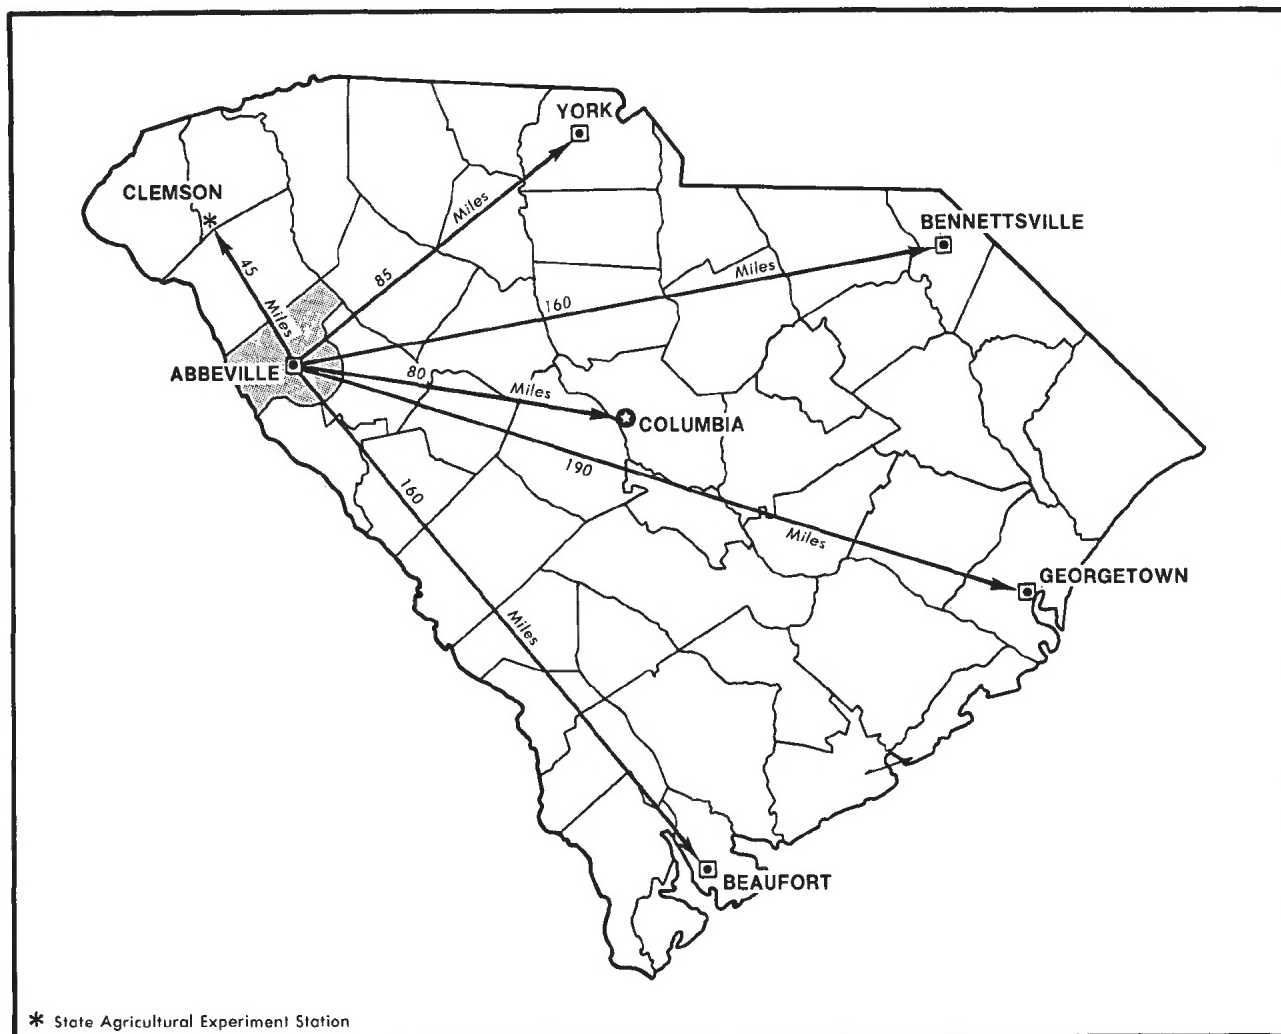 YORK
CLEMSON
*
Miles
BENNETTSVILLE
45
85
Miles
160
Miles
ABBEVILLE
80
Miles
COLUMBIA
190
160
Miles
GEORGETOWN
Miles
BEAUFORT
* State Agricultural Experiment Station